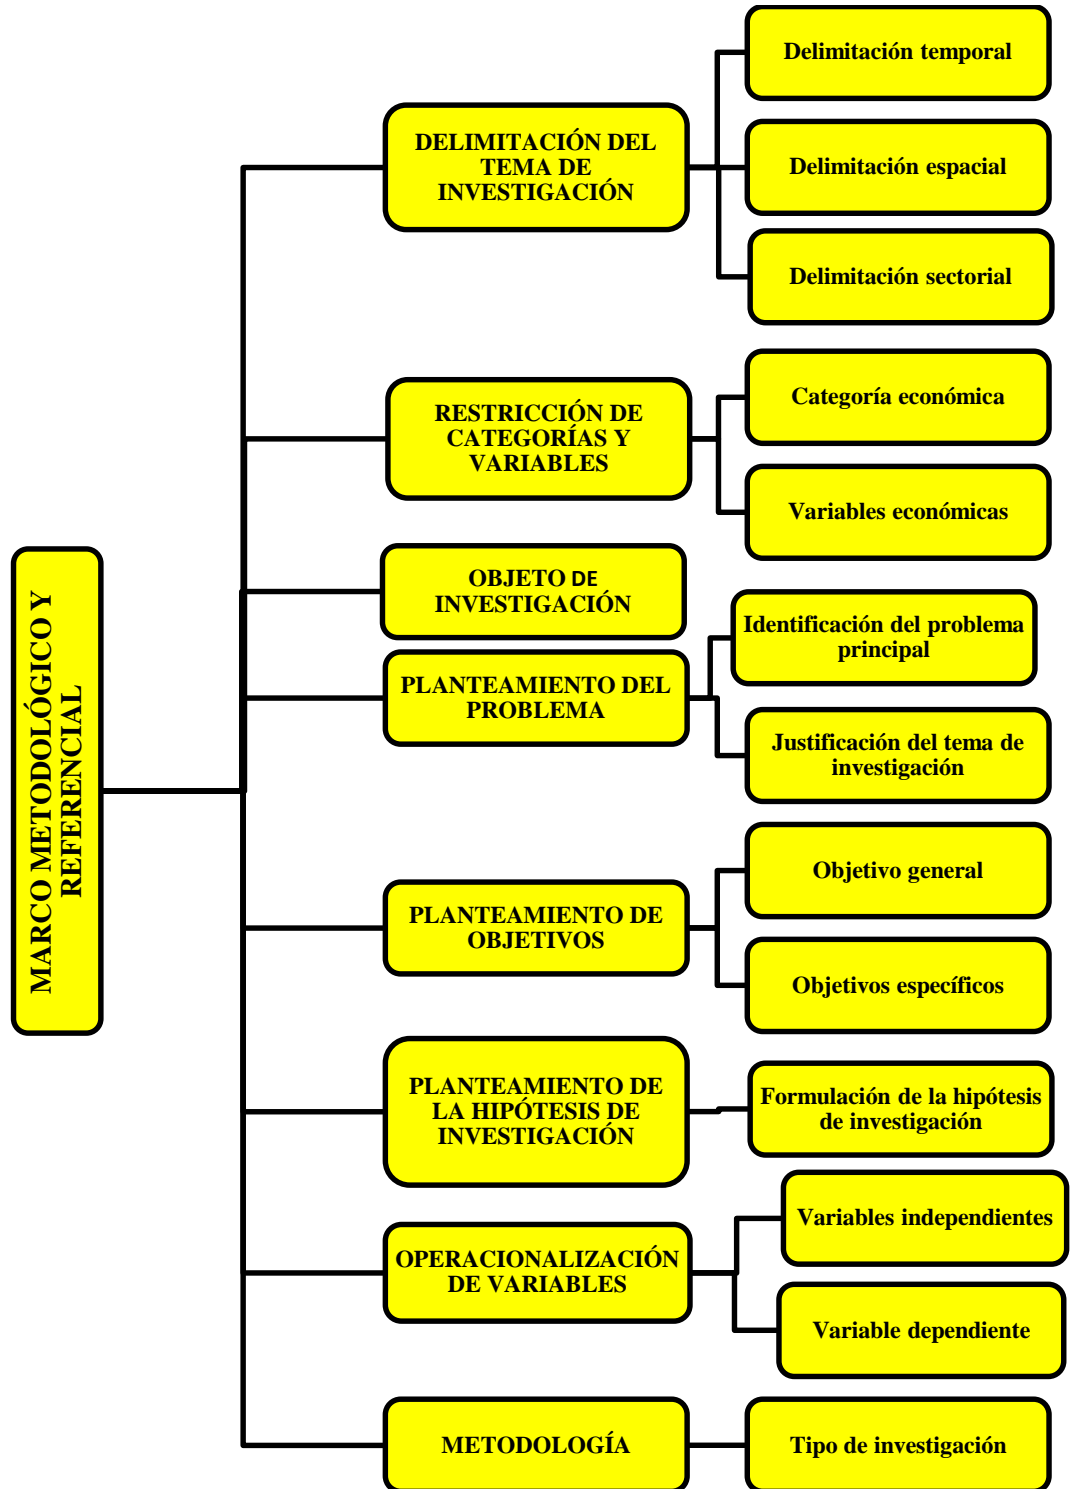 MARCO METODOLÓGICO Y
REFERENCIAL
DELIMITACIÓN DEL
TEMA DE
INVESTIGACIÓN
Delimitación temporal
Delimitación espacial
Delimitación sectorial
RESTRICCIÓN DE
CATEGORÍAS Y
VARIABLES
Categoría económica
Variables económicas
OBJETO DE
INVESTIGACIÓN
PLANTEAMIENTO DEL
PROBLEMA
Identificación del problema
principal
Justificación del tema de
investigación
PLANTEAMIENTO DE
OBJETIVOS
Objetivo general
Objetivos específicos
PLANTEAMIENTO DE
LA HIPÓTESIS DE
INVESTIGACIÓN
Formulación de la hipótesis
de investigación
OPERACIONALIZACIÓN
DE VARIABLES
Variables independientes
Variable dependiente
METODOLOGÍA
Tipo de investigación